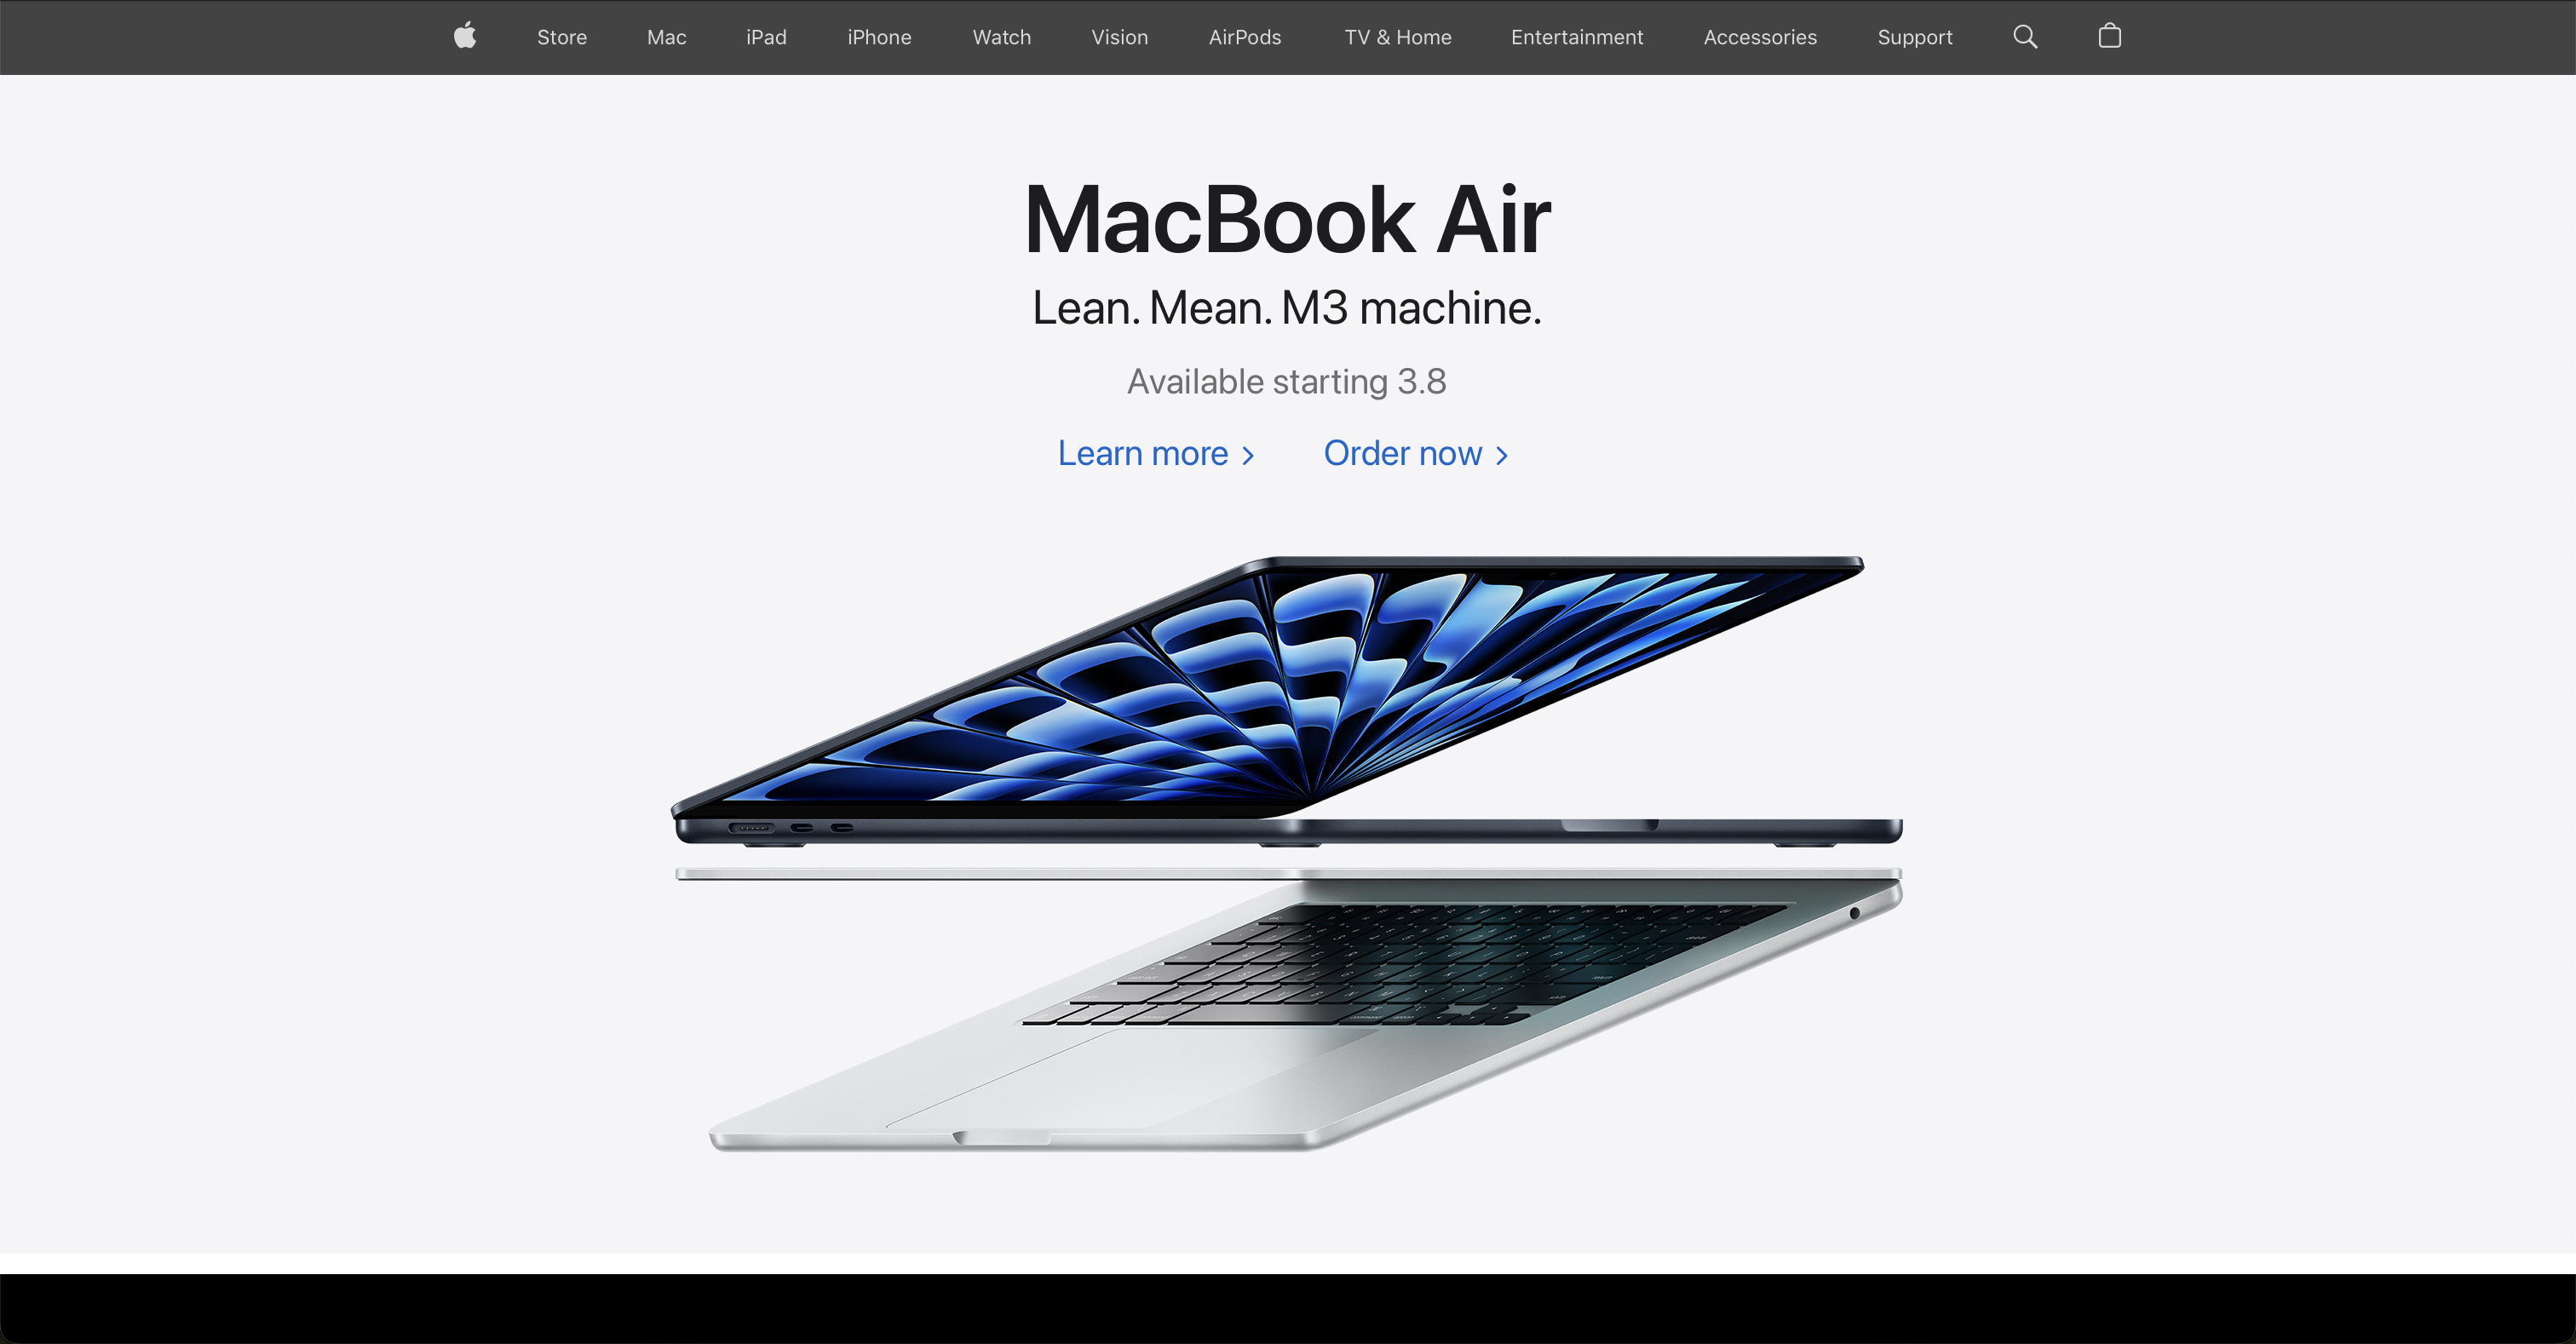 Store Mac iPad iPhone Watch Vision AirPods TV & Home Entertainment Accessories Support
MacBook Air
Lean. Mean. M3 machine.
Available starting 3.8
Learn more > Order now >